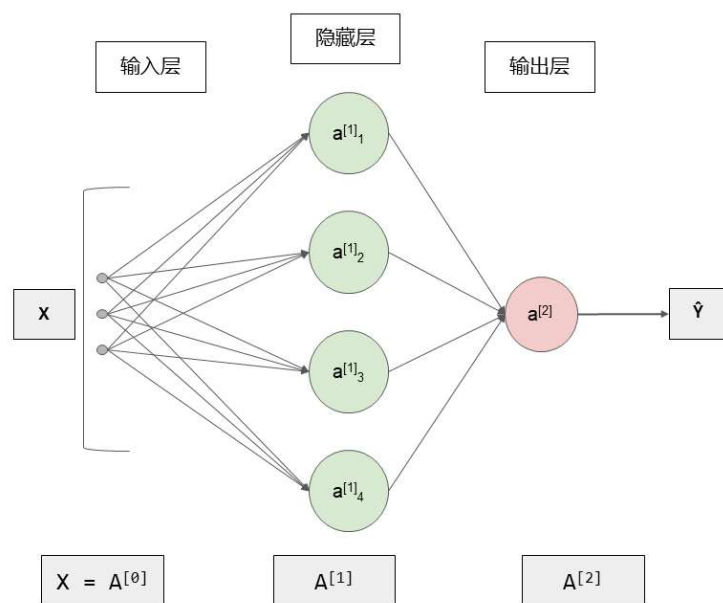 输入层
隐藏层
输出层
a[1]1
a[1]2
a[1]3
a[1]4
X
a[2]
Ŷ
X = A[0]
A[1]
A[2]